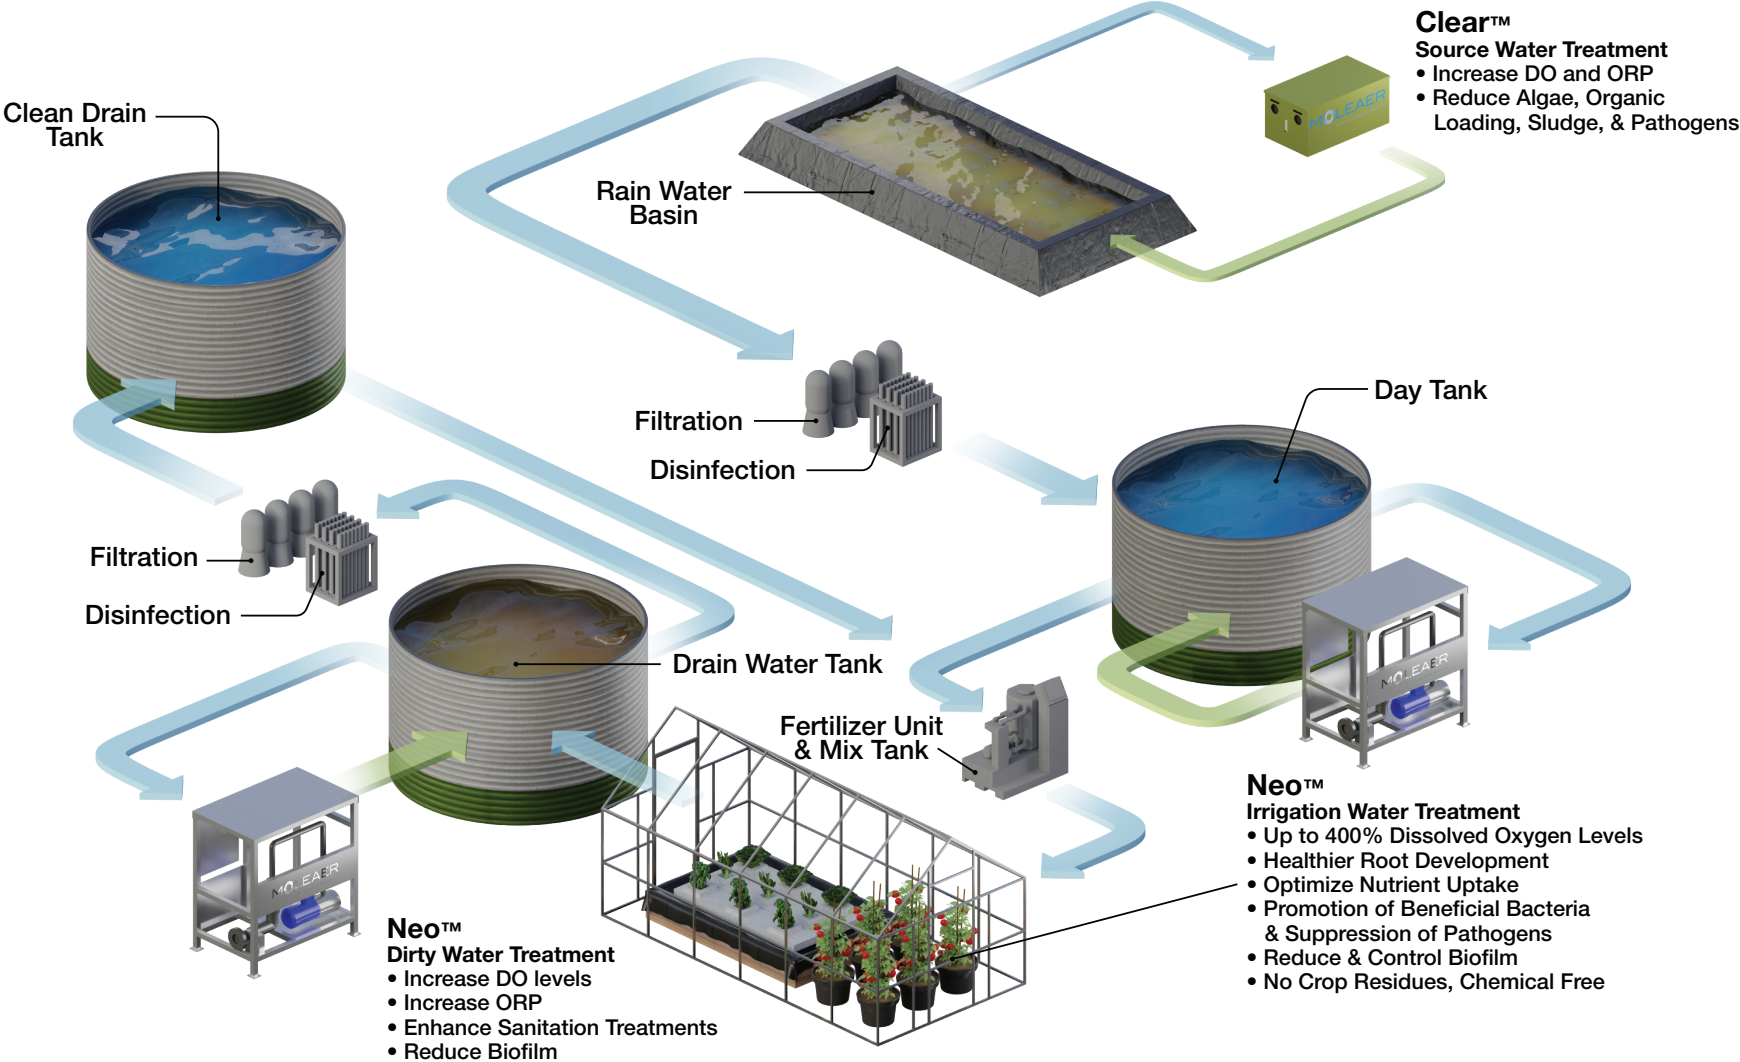 Clear™
Source Water Treatment
• Increase DO and ORP
• Reduce Algae, Organic
Loading, Sludge, & Pathogens
MOLEAER
Clean Drain
Tank
Rain Water
Basin
Filtration
Disinfection
Day Tank
Filtration
Disinfection
Drain Water Tank
Fertilizer Unit
& Mix Tank
MOLEAER
Neo™
Irrigation Water Treatment
• Up to 400% Dissolved Oxygen Levels
• Healthier Root Development
• Optimize Nutrient Uptake
• Promotion of Beneficial Bacteria
& Suppression of Pathogens
• Reduce & Control Biofilm
• No Crop Residues, Chemical Free
MOLEAER
Neo™
Dirty Water Treatment
• Increase DO levels
• Increase ORP
• Enhance Sanitation Treatments
• Reduce Biofilm